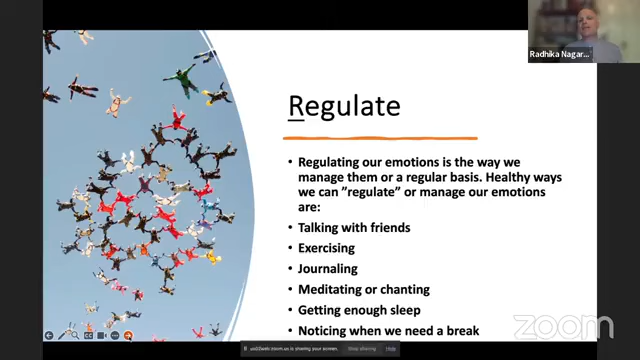 Radhika Nagar...
Regulate
• Regulating our emotions is the way we
manage them or a regular basis. Healthy ways
we can ”regulate” or manage our emotions
are:
• Talking with friends
• Exercising
• Journaling
• Meditating or chanting
• Getting enough sleep
• Noticing when we need a break
zoom
us02web.zoom.us is sharing your screen.
Stop sharing
Hide